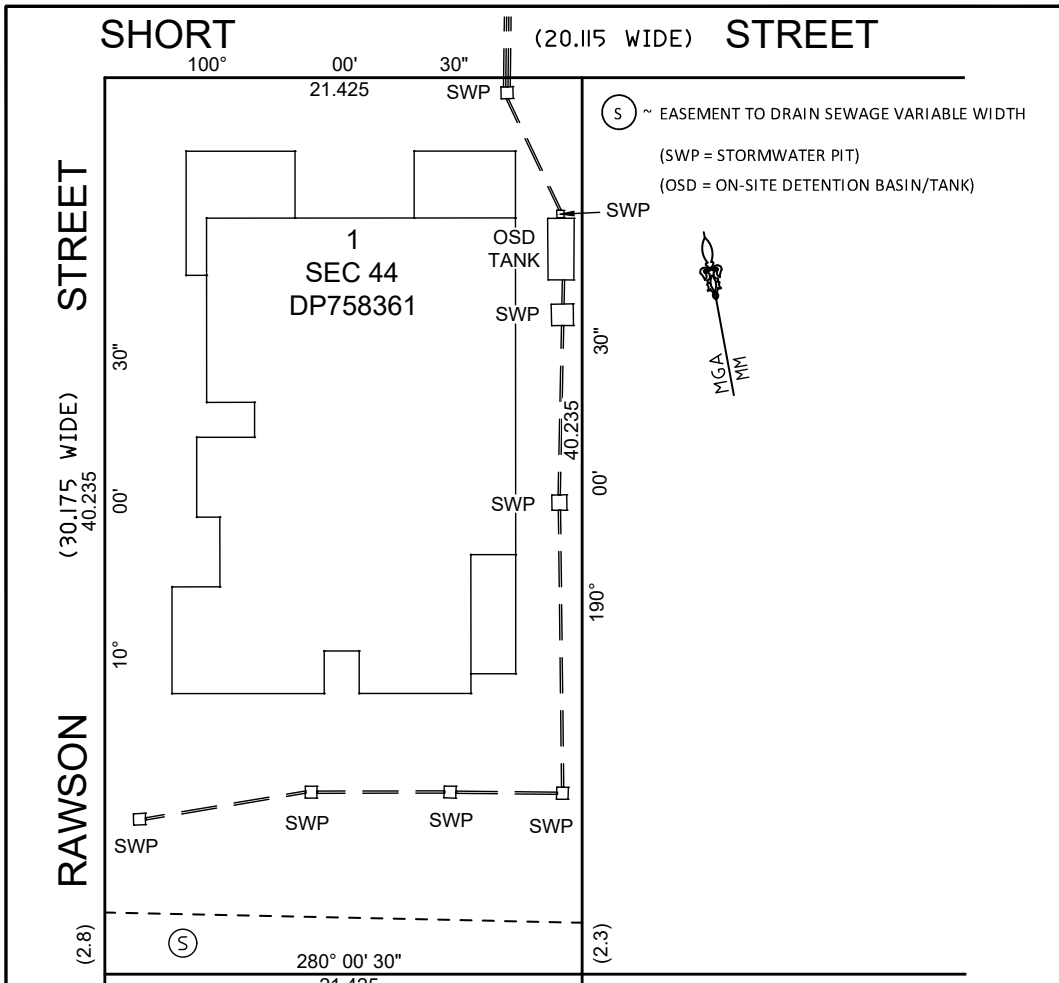 SHORT (20.115 WIDE) STREET
100° 00' 30"
21.425
SWP
S ~ EASEMENT TO DRAIN SEWAGE VARIABLE WIDTH
(SWP = STORMWATER PIT)
(OSD = ON-SITE DETENTION BASIN/TANK)
SWP
RAWSON STREET
(30.175 WIDE)
40.235
10° 00' 30"
1
SEC 44
DP758361
OSD
TANK
SWP
MGA
MM
190° 00' 30"
40.235
SWP
SWP
SWP
SWP
SWP
(2.8)
S
(2.3)
280° 00' 30"
21.425